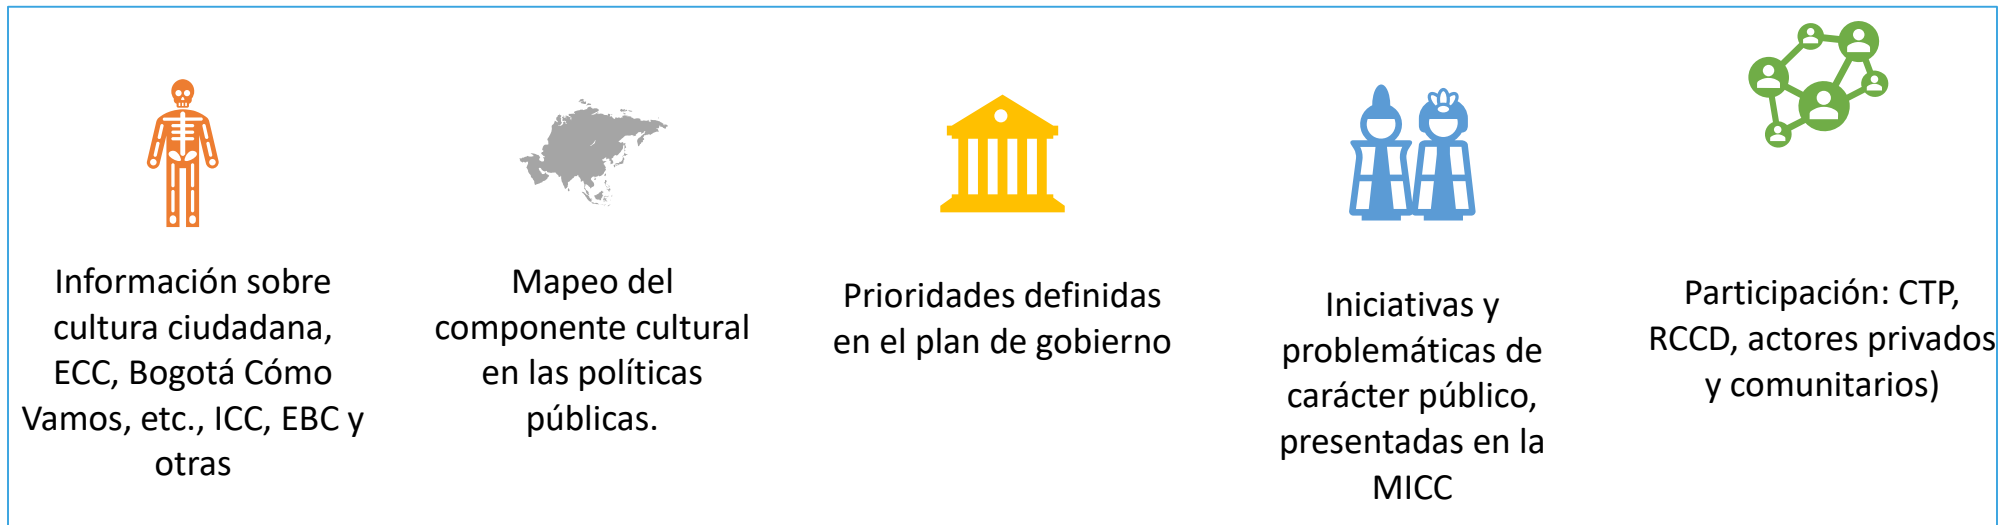 Información sobre
cultura ciudadana,
ECC, Bogotá Cómo
Vamos, etc., ICC, EBC y
otras
Mapeo del
componente cultural
en las políticas
públicas.
Prioridades definidas
en el plan de gobierno
Iniciativas y
problemáticas de
carácter público,
presentadas en la
MICC
Participación: CTP,
RCCD, actores privados
y comunitarios)